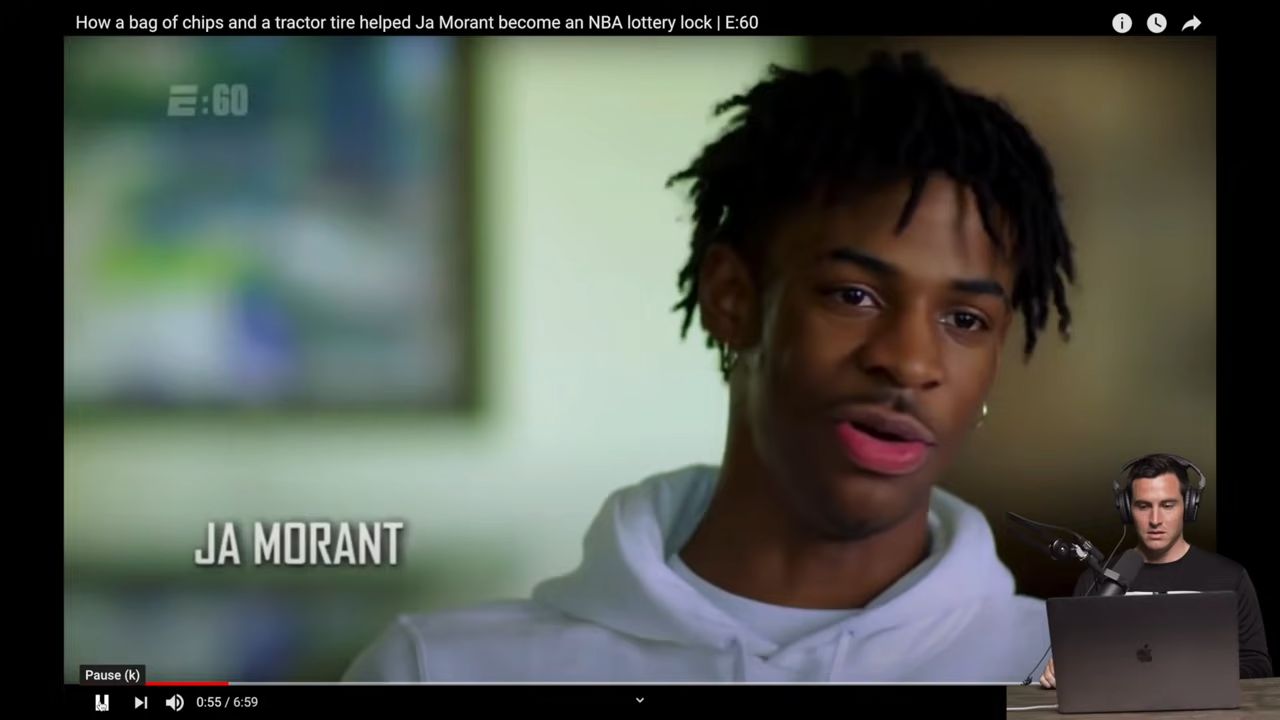 How a bag of chips and a tractor tire helped Ja Morant become an NBA lottery lock | E:60
E:60
JA MORANT
Pause (k)
0:55 / 6:59